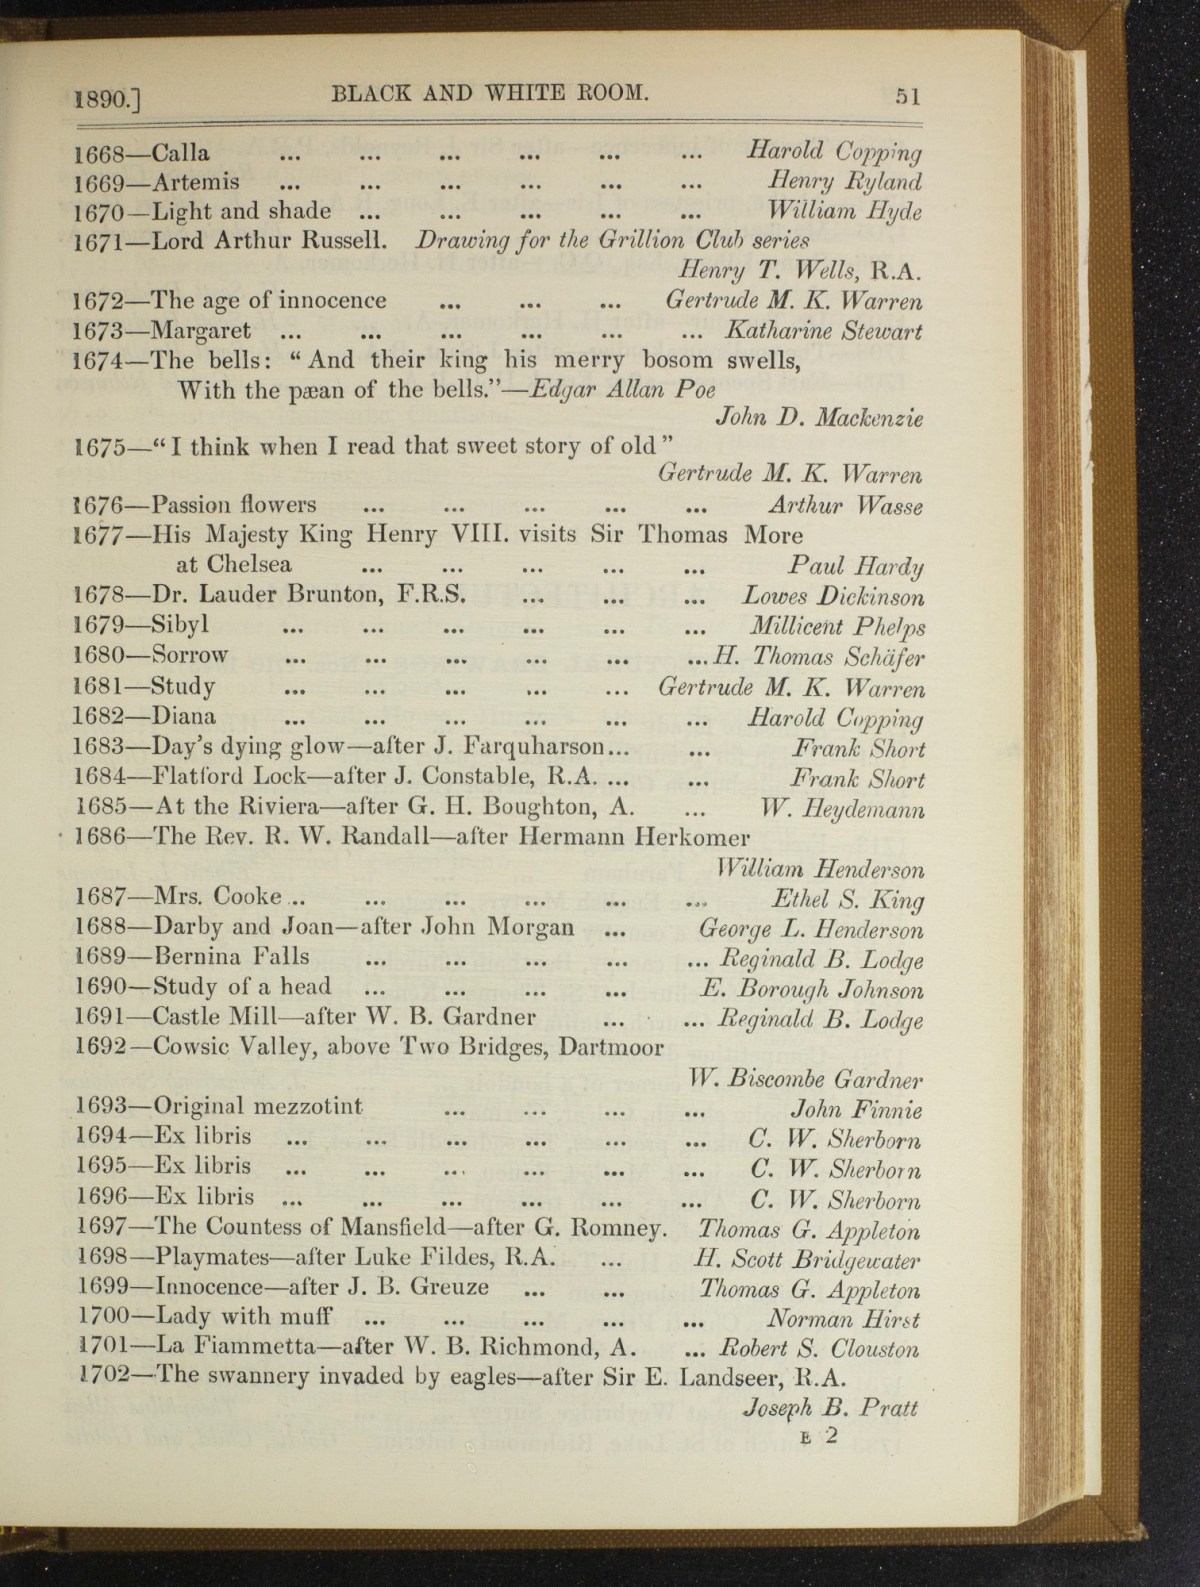 1890.] BLACK AND WHITE ROOM. 51
1668—Calla ... ... ... ... ... ... Harold Copping
1669—Artemis ... ... ... ... ... ... Henry Ryland
1670—Light and shade ... ... ... ... ... William Hyde
1671—Lord Arthur Russell. Drawing for the Grillion Club series
Henry T. Wells, R.A.
1672—The age of innocence ... ... ... Gertrude M. K. Warren
1673—Margaret ... ... ... ... ... ... Katharine Stewart
1674—The bells: “And their king his merry bosom swells,
With the pæan of the bells.”—Edgar Allan Poe
John D. Mackenzie
1675—“I think when I read that sweet story of old”
Gertrude M. K. Warren
1676—Passion flowers ... ... ... ... ... Arthur Wasse
1677—His Majesty King Henry VIII. visits Sir Thomas More
at Chelsea ... ... ... ... ... Paul Hardy
1678—Dr. Lauder Brunton, F.R.S. ... ... ... Lowes Dickinson
1679—Sibyl ... ... ... ... ... ... Millicent Phelps
1680—Sorrow ... ... ... ... ... ... H. Thomas Schäfer
1681—Study ... ... ... ... ... Gertrude M. K. Warren
1682—Diana ... ... ... ... ... ... Harold Copping
1683—Day's dying glow—after J. Farquharson... ... Frank Short
1684—Flatford Lock—after J. Constable, R.A. ... ... Frank Short
1685—At the Riviera—after G. H. Boughton, A. ... W. Heydemann
1686—The Rev. R. W. Randall—after Hermann Herkomer
William Henderson
1687—Mrs. Cooke ... ... ... ... ... ... Ethel S. King
1688—Darby and Joan—after John Morgan ... George L. Henderson
1689—Bernina Falls ... ... ... ... ... Reginald B. Lodge
1690—Study of a head ... ... ... ... E. Borough Johnson
1691—Castle Mill—after W. B. Gardner ... ... Reginald B. Lodge
1692—Cowsic Valley, above Two Bridges, Dartmoor
W. Biscombe Gardner
1693—Original mezzotint ... ... ... ... John Finnie
1694—Ex libris ... ... ... ... ... ... C. W. Sherborn
1695—Ex libris ... ... ... ... ... ... C. W. Sherborn
1696—Ex libris ... ... ... ... ... ... C. W. Sherborn
1697—The Countess of Mansfield—after G. Romney. Thomas G. Appleton
1698—Playmates—after Luke Fildes, R.A. ... H. Scott Bridgewater
1699—Innocence—after J. B. Greuze ... ... Thomas G. Appleton
1700—Lady with muff ... ... ... ... ... Norman Hirst
1701—La Fiammetta—after W. B. Richmond, A. ... Robert S. Clouston
1702—The swannery invaded by eagles—after Sir E. Landseer, R.A.
Joseph B. Pratt
E 2